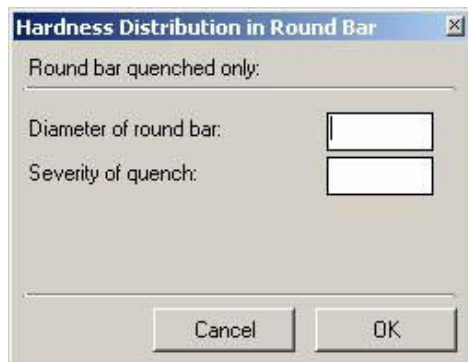 Hardness Distribution in Round Bar
Round bar quenched only:
Diameter of round bar:
Severity of quench:
Cancel OK